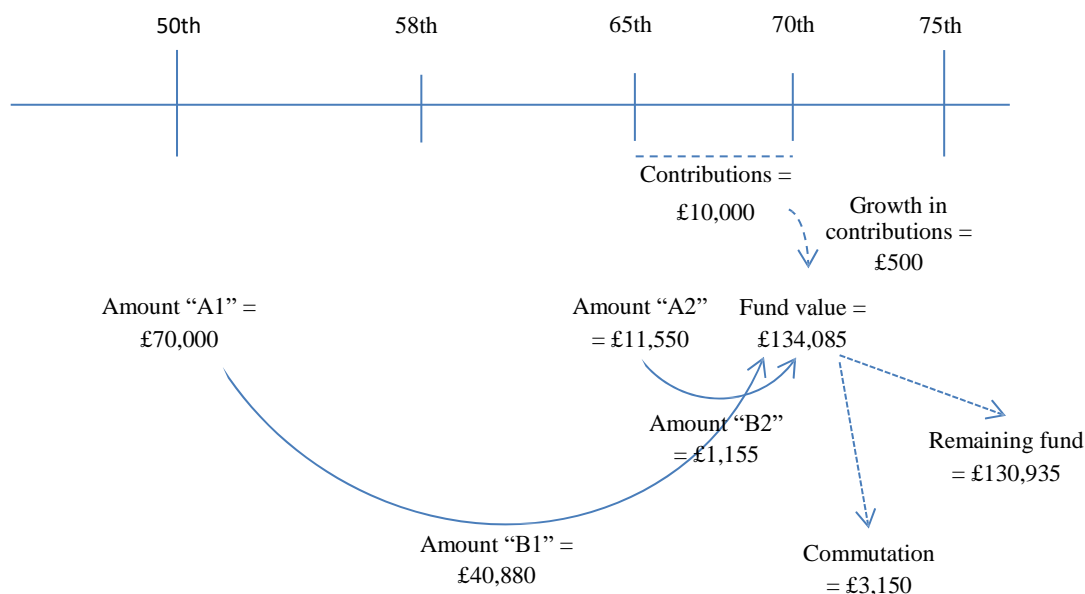 50th
58th
65th
70th
75th
Contributions =
£10,000
Growth in
contributions =
£500
Amount “A1” =
£70,000
Amount “A2”
= £11,550
Fund value =
£134,085
Amount “B2”
= £1,155
Remaining fund
= £130,935
Amount “B1” =
£40,880
Commutation
= £3,150